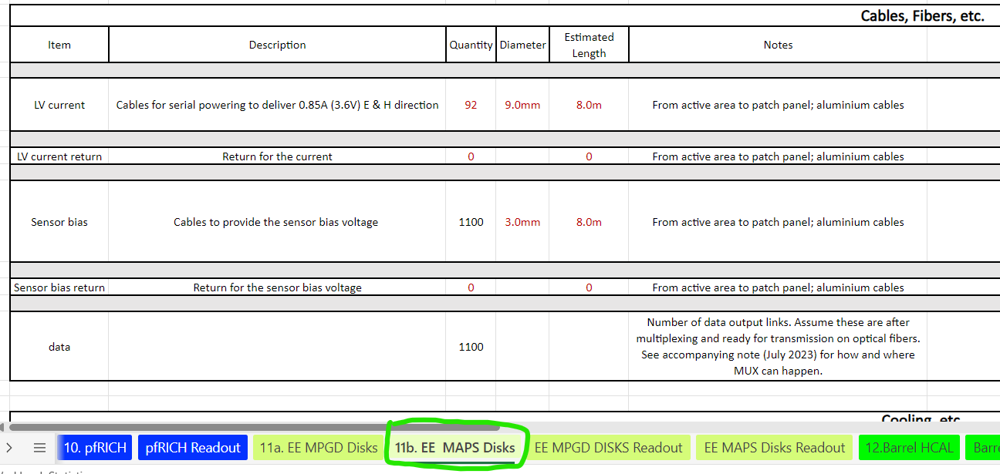 Cables, Fibers, etc.
Item Description Quantity Diameter Estimated Length Notes
LV current Cables for serial powering to deliver 0.85A (3.6V) E & H direction 92 9.0mm 8.0m From active area to patch panel; aluminium cables
LV current return Return for the current 0 0 From active area to patch panel; aluminium cables
Sensor bias Cables to provide the sensor bias voltage 1100 3.0mm 8.0m From active area to patch panel; aluminium cables
Sensor bias return Return for the sensor bias voltage 0 0 From active area to patch panel; aluminium cables
data 1100
Number of data output links. Assume these are after
multiplexing and ready for transmission on optical fibers.
See accompanying note (July 2023) for how and where
MUX can happen.
Cooling, etc
10. pfRICH pfRICH Readout 11a. EE MPGD Disks 11b. EE MAPS Disks EE MPGD DISKS Readout EE MAPS Disks Readout 12.Barrel HCAL Barre